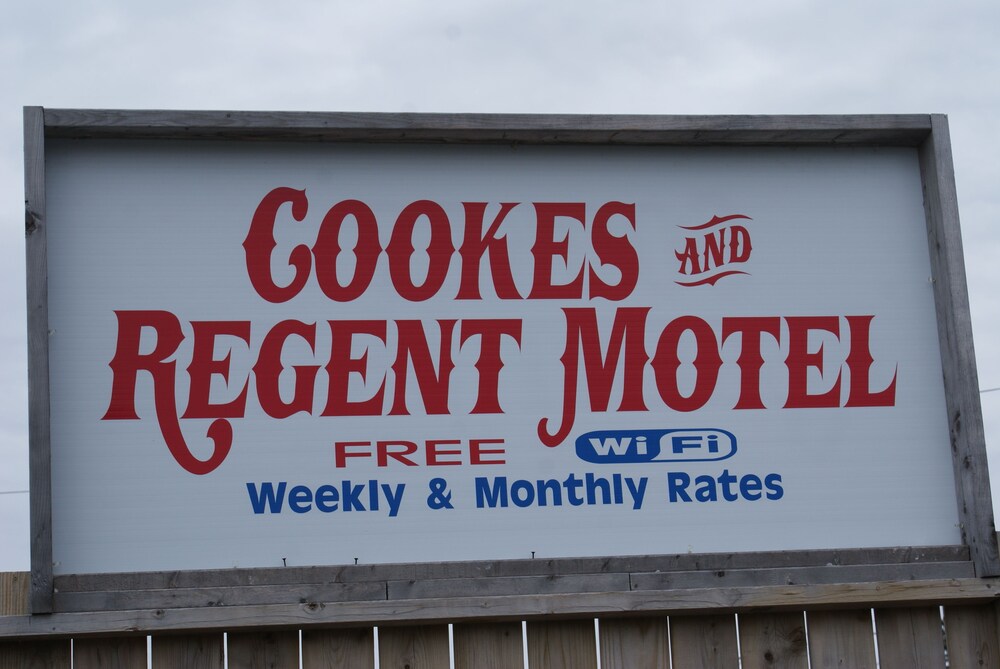 COOKES AND
REGENT MOTEL
FREE WiFi
Weekly & Monthly Rates